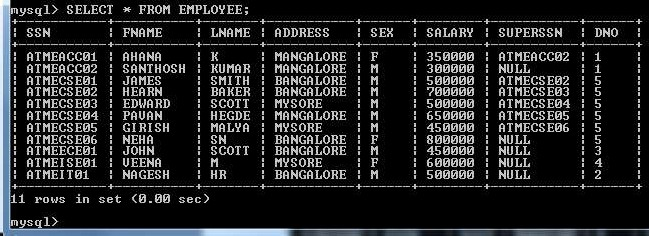 mysql> SELECT * FROM EMPLOYEE;
| SSN | FNAME | LNAME | ADDRESS | SEX | SALARY | SUPERSSN | DNO |
| ATMEACC01 | AHANA | K | MANGALORE | F | 350000 | ATMEACC02 | 1 |
| ATMEACC02 | SANTHOSH | KUMAR | MANGALORE | M | 300000 | NULL | 1 |
| ATMECSE01 | JAMES | SMITH | BANGALORE | M | 500000 | ATMECSE02 | 5 |
| ATMECSE02 | HEARN | BAKER | BANGALORE | M | 700000 | ATMECSE03 | 5 |
| ATMECSE03 | EDWARD | SCOTT | MYSORE | M | 500000 | ATMECSE04 | 5 |
| ATMECSE04 | PAVAN | HEGDE | MANGALORE | M | 650000 | ATMECSE05 | 5 |
| ATMECSE05 | GIRISH | MALYA | MYSORE | M | 450000 | ATMECSE06 | 5 |
| ATMECSE06 | NEHA | SN | BANGALORE | F | 800000 | NULL | 5 |
| ATMEECE01 | JOHN | SCOTT | BANGALORE | M | 450000 | NULL | 3 |
| ATMEISE01 | VEENA | M | MYSORE | F | 600000 | NULL | 4 |
| ATMEIT01 | NAGESH | HR | BANGALORE | M | 500000 | NULL | 2 |
11 rows in set (0.00 sec)
mysql>